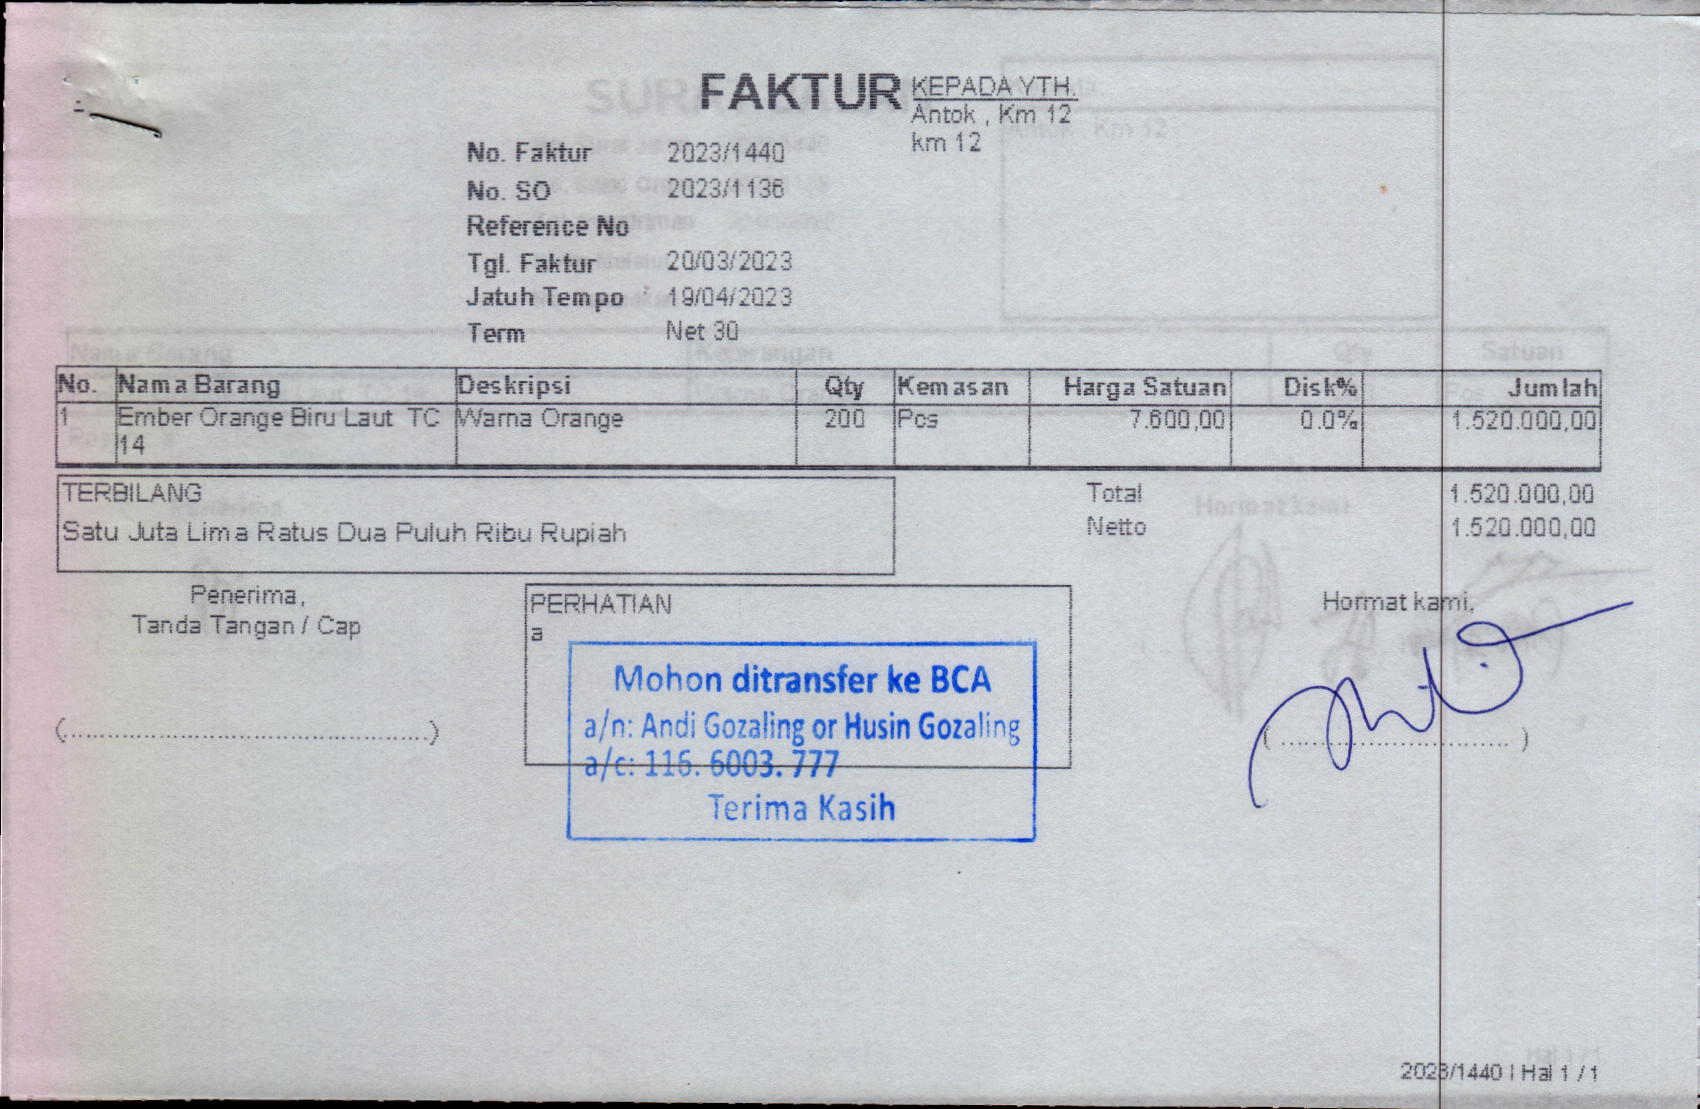 FAKTUR
KEPADA YTH.
Antok , Km 12
km 12
No. Faktur 2023/1440
No. SO 2023/1136
Reference No
Tgl. Faktur 20/03/2023
Jatuh Tempo 19/04/2023
Term Net 30
No. Nama Barang Deskripsi Qty Kemasan Harga Satuan Disk% Jumlah
1 Ember Orange Biru Laut TC Warna Orange 200 Pcs 7.600,00 0.0% 1.520.000,00
14
TERBILANG
Satu Juta Lima Ratus Dua Puluh Ribu Rupiah
Total 1.520.000,00
Netto 1.520.000,00
Penerima,
Tanda Tangan / Cap
(................................................)
PERHATIAN
a
Mohon ditransfer ke BCA
a/n: Andi Gozaling or Husin Gozaling
a/c: 116. 6003. 777
Terima Kasih
Hormat kami,
( .............................. )
2023/1440 | Hal 1 / 1